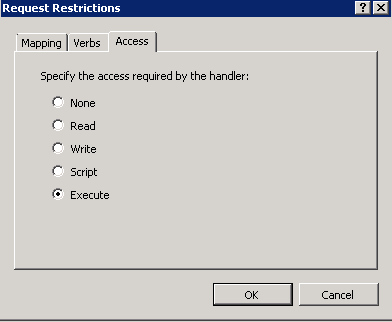 Request Restrictions
Mapping Verbs Access
Specify the access required by the handler:
None
Read
Write
Script
Execute
OK Cancel